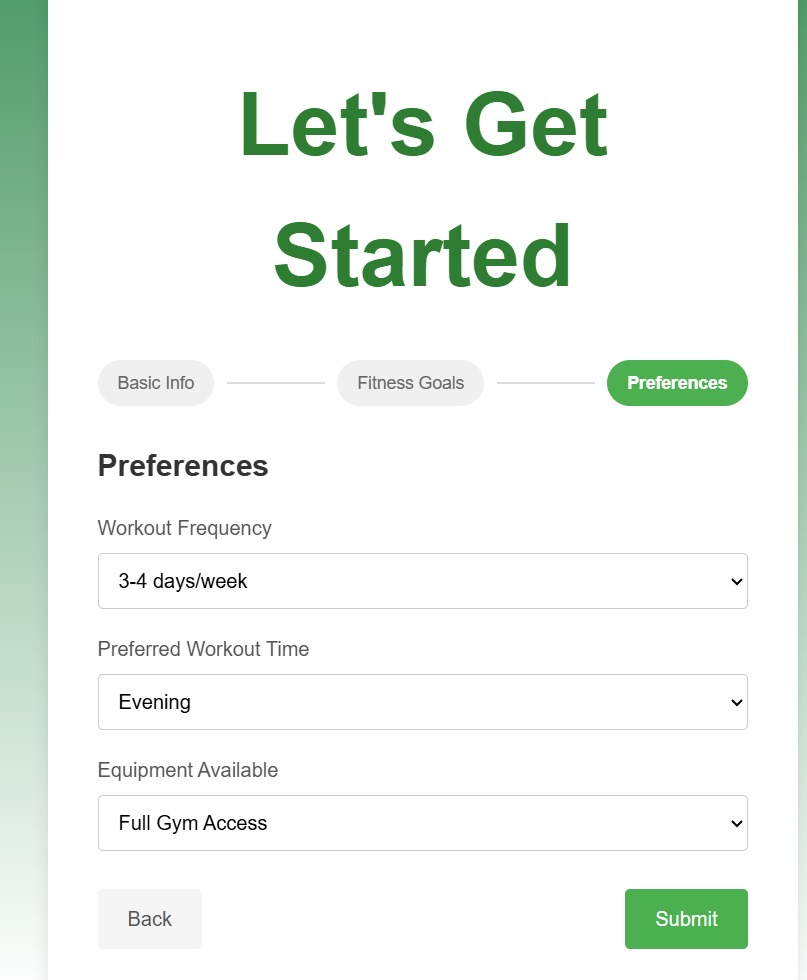 Let's Get
Started
Basic Info
Fitness Goals
Preferences
Preferences
Workout Frequency
3-4 days/week
Preferred Workout Time
Evening
Equipment Available
Full Gym Access
Back
Submit